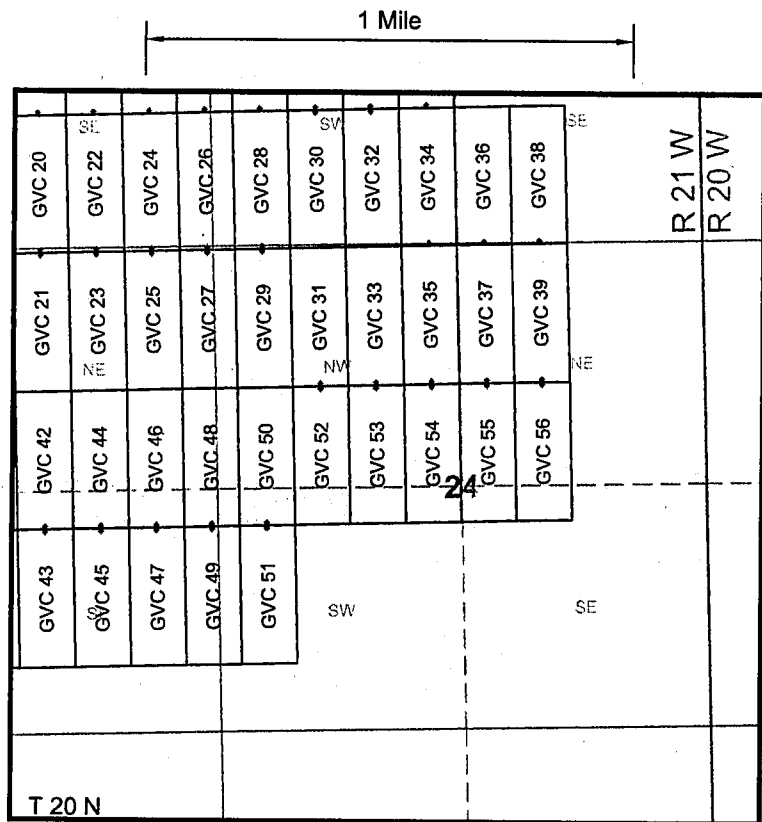 1 Mile
SE SW SE
GVC 20 GVC 22 GVC 24 GVC 26 GVC 28 GVC 30 GVC 32 GVC 34 GVC 36 GVC 38
R 21 W
R 20 W
GVC 21 GVC 23 GVC 25 GVC 27 GVC 29 GVC 31 GVC 33 GVC 35 GVC 37 GVC 39
NE NW NE
GVC 42 GVC 44 GVC 46 GVC 48 GVC 50 GVC 52 GVC 53 GVC 54 GVC 55 GVC 56
24
GVC 43 GVC 45 GVC 47 GVC 49 GVC 51
SW SE
T 20 N